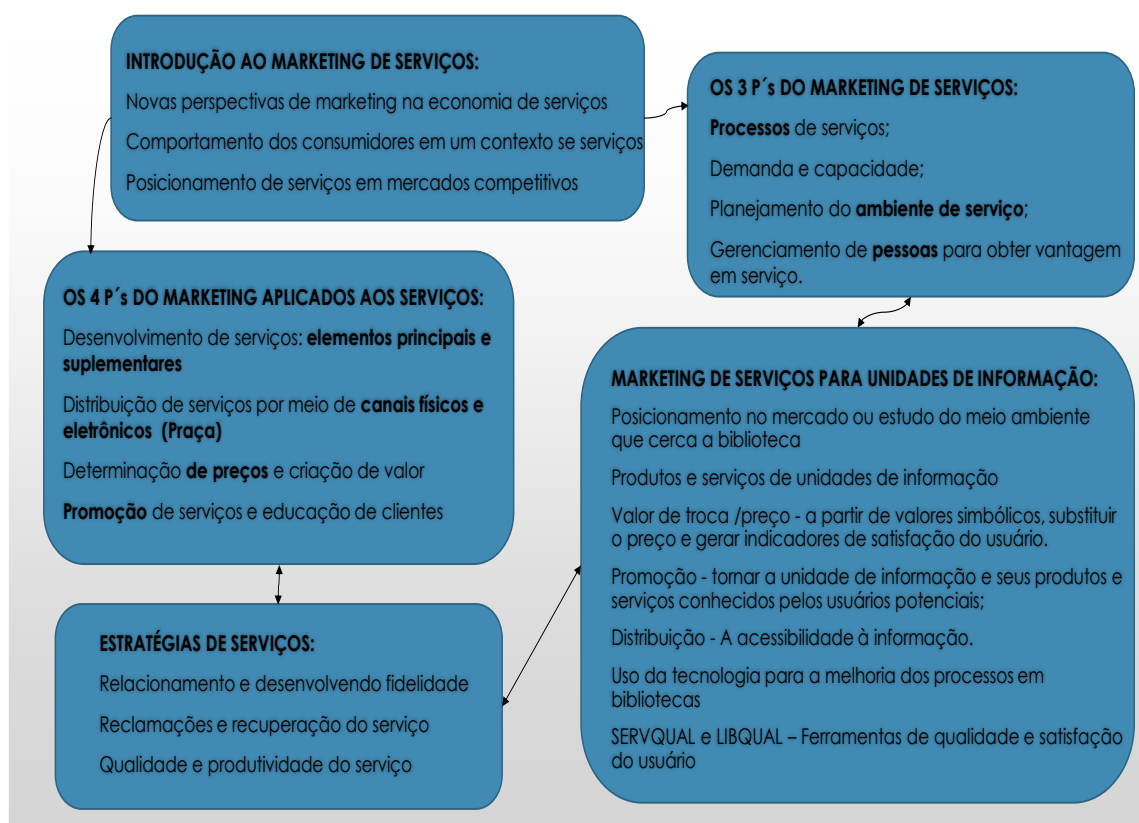 INTRODUÇÃO AO MARKETING DE SERVIÇOS:
Novas perspectivas de marketing na economia de serviços
Comportamento dos consumidores em um contexto se serviços
Posicionamento de serviços em mercados competitivos
OS 3 P´s DO MARKETING DE SERVIÇOS:
Processos de serviços;
Demanda e capacidade;
Planejamento do ambiente de serviço;
Gerenciamento de pessoas para obter vantagem
em serviço.
OS 4 P´s DO MARKETING APLICADOS AOS SERVIÇOS:
Desenvolvimento de serviços: elementos principais e
suplementares
Distribuição de serviços por meio de canais físicos e
eletrônicos (Praça)
Determinação de preços e criação de valor
Promoção de serviços e educação de clientes
MARKETING DE SERVIÇOS PARA UNIDADES DE INFORMAÇÃO:
Posicionamento no mercado ou estudo do meio ambiente
que cerca a biblioteca
Produtos e serviços de unidades de informação
Valor de troca /preço - a partir de valores simbólicos, substituir
o preço e gerar indicadores de satisfação do usuário.
Promoção - tornar a unidade de informação e seus produtos e
serviços conhecidos pelos usuários potenciais;
Distribuição - A acessibilidade à informação.
Uso da tecnologia para a melhoria dos processos em
bibliotecas
SERVQUAL e LIBQUAL – Ferramentas de qualidade e satisfação
do usuário
ESTRATÉGIAS DE SERVIÇOS:
Relacionamento e desenvolvendo fidelidade
Reclamações e recuperação do serviço
Qualidade e produtividade do serviço